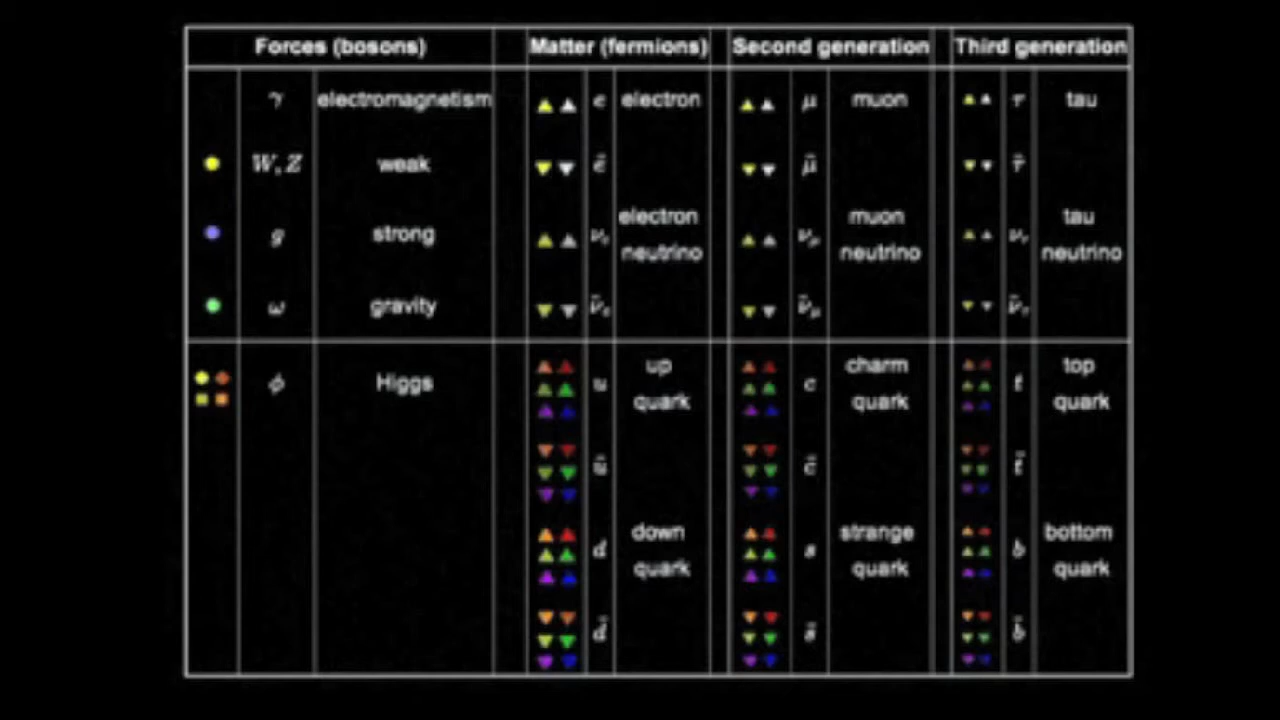 Forces (bosons) Matter (fermions) Second generation Third generation
γ electromagnetism e electron μ muon τ tau
W, Z weak ē μ̄ τ̄
g strong νe electron neutrino νμ muon neutrino ντ tau neutrino
ω gravity ν̄e ν̄μ ν̄τ
ϕ Higgs u up quark c charm quark t top quark
ū c̄ t̄
d down quark s strange quark b bottom quark
d̄ s̄ b̄